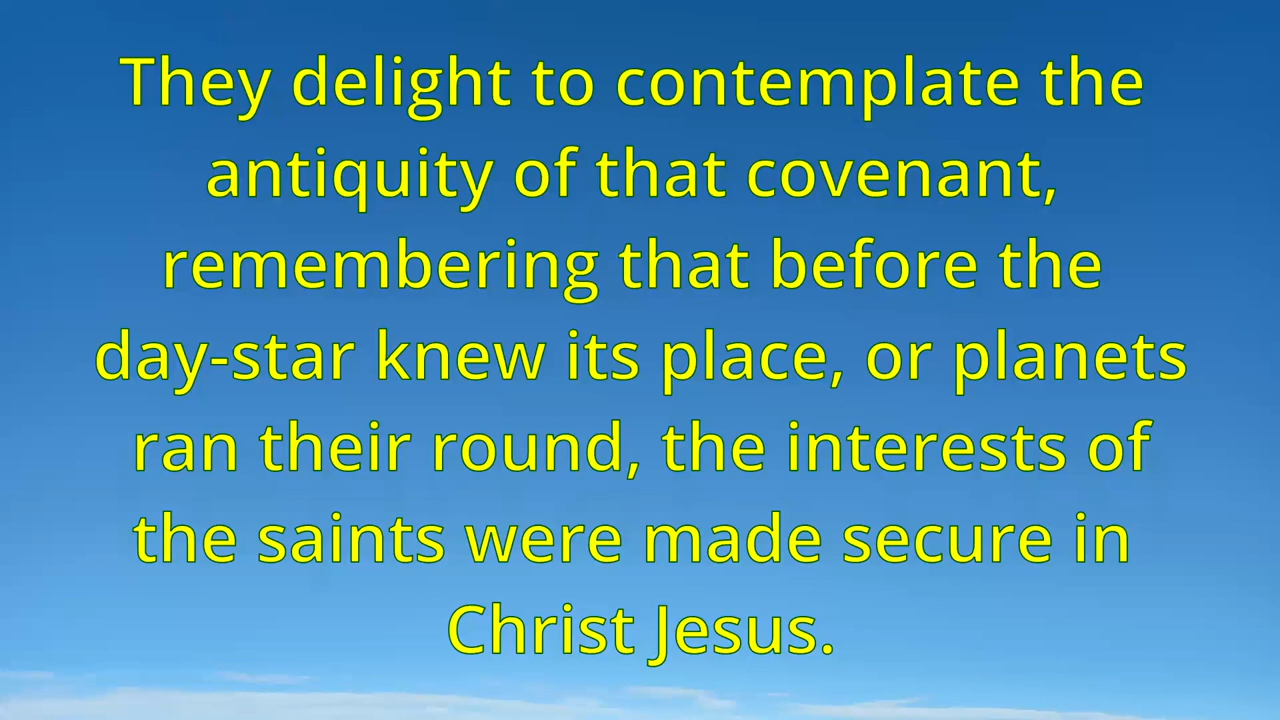 They delight to contemplate the
antiquity of that covenant,
remembering that before the
day-star knew its place, or planets
ran their round, the interests of
the saints were made secure in
Christ Jesus.